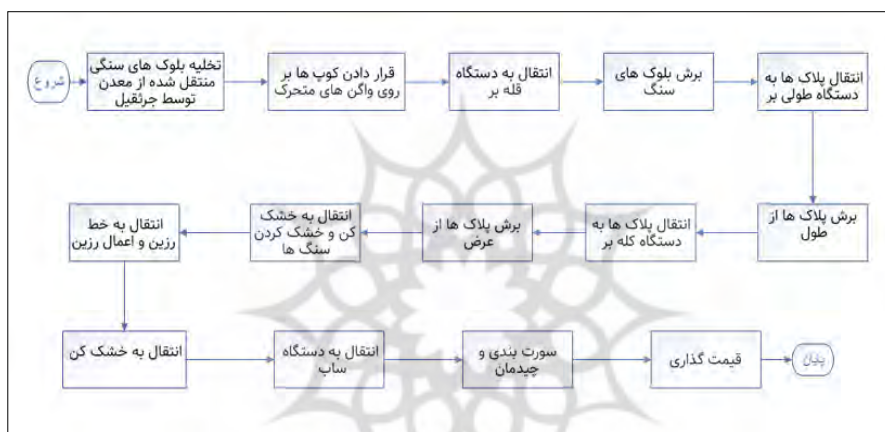 شروع
تخلیه بلوک های سنگی
منتقل شده از معدن
توسط جرثقیل
قرار دادن کوپ ها بر
روی واگن های متحرک
انتقال به دستگاه
قله بر
برش بلوک های
سنگ
انتقال پلاک ها به
دستگاه طولی بر
برش پلاک ها از
طول
انتقال پلاک ها به
دستگاه کله بر
برش پلاک ها از
عرض
انتقال به خشک
کن و خشک کردن
سنگ ها
انتقال به خط
رزین و اعمال رزین
انتقال به خشک کن
انتقال به دستگاه
ساب
سورت بندی و
چیدمان
قیمت گذاری
پایان